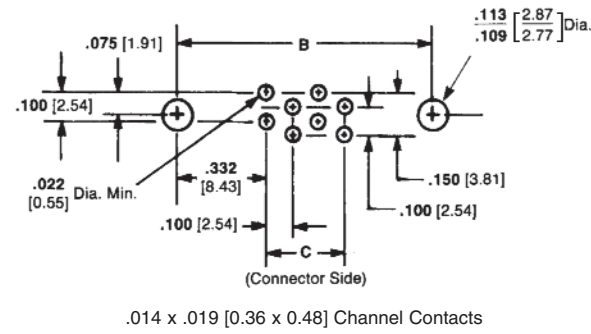 .113 [2.87] Dia.
.109 [2.77]
.075 [1.91]
B
.100 [2.54]
.332
[8.43]
.022 Dia. Min.
[0.55]
.150 [3.81]
.100 [2.54]
.100 [2.54]
C
(Connector Side)
.014 x .019 [0.36 x 0.48] Channel Contacts